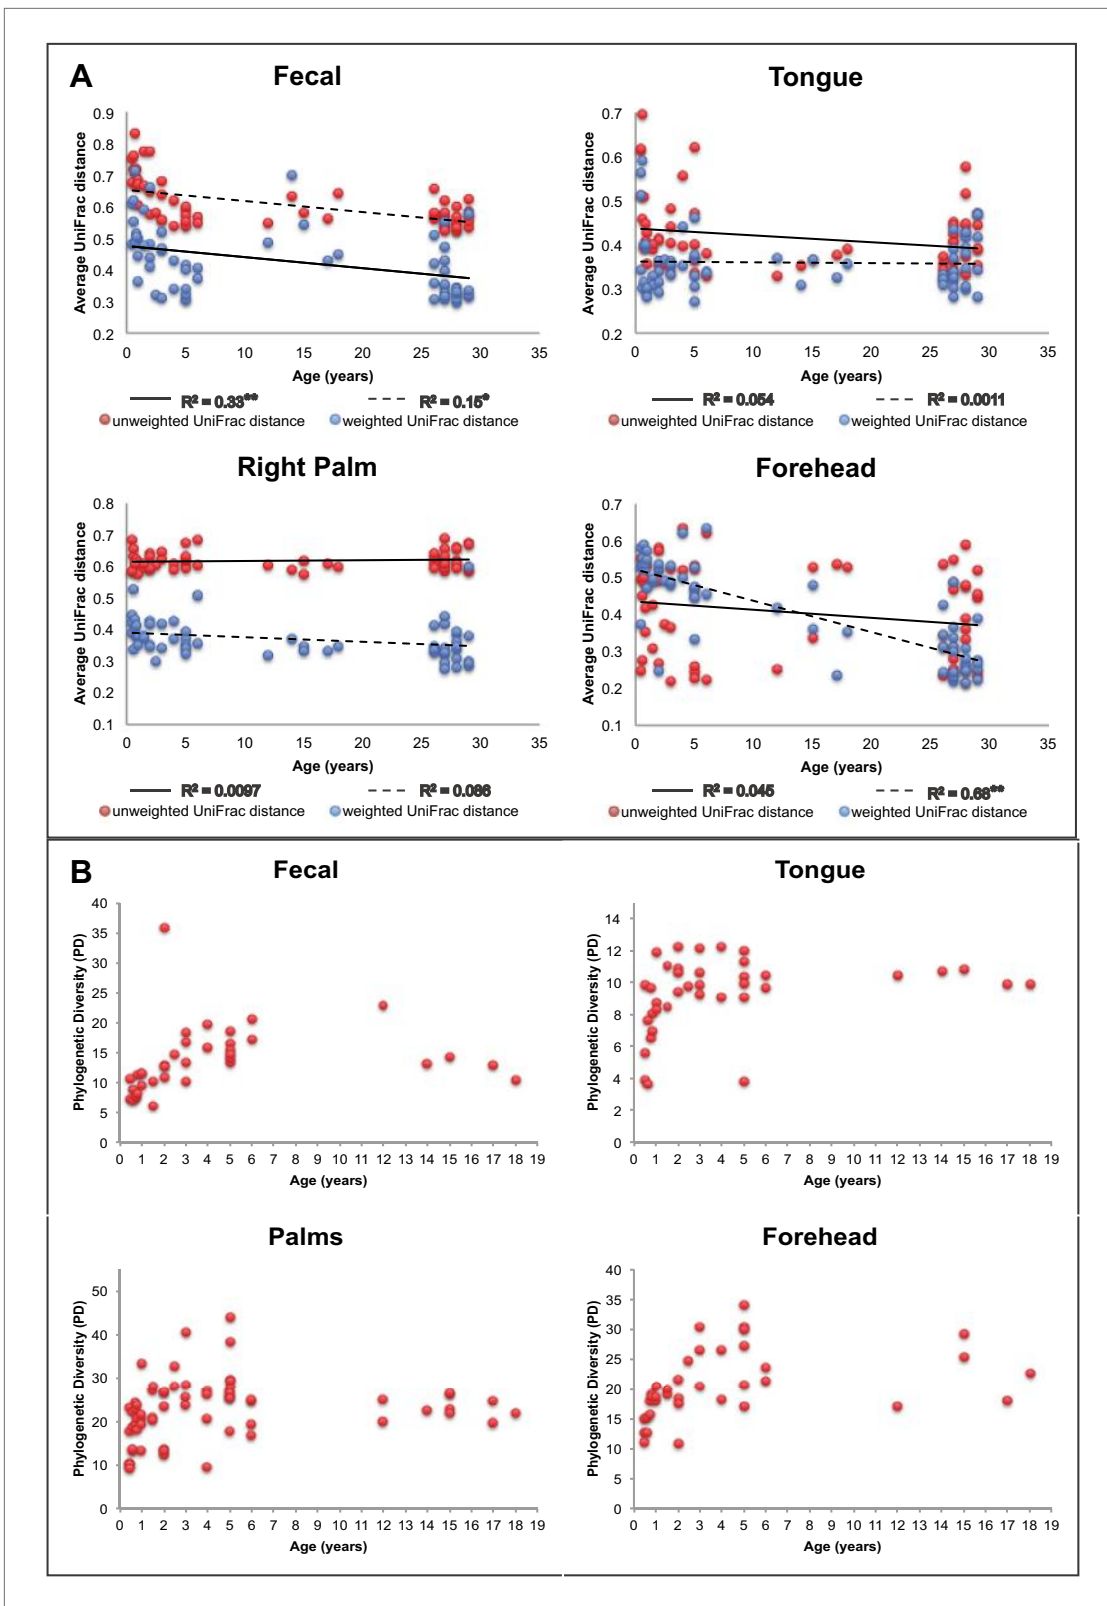 A
Fecal
Average UniFrac distance
0.9
0.8
0.7
0.6
0.5
0.4
0.3
0.2
0 5 10 15 20 25 30 35
Age (years)
R² = 0.33** R² = 0.15*
unweighted UniFrac distance weighted UniFrac distance
Tongue
Average UniFrac distance
0.7
0.6
0.5
0.4
0.3
0.2
0 5 10 15 20 25 30 35
Age (years)
R² = 0.054 R² = 0.0011
unweighted UniFrac distance weighted UniFrac distance
Right Palm
Average UniFrac distance
0.8
0.7
0.6
0.5
0.4
0.3
0.2
0.1
0 5 10 15 20 25 30 35
Age (years)
R² = 0.0097 R² = 0.086
unweighted UniFrac distance weighted UniFrac distance
Forehead
Average UniFrac distance
0.7
0.6
0.5
0.4
0.3
0.2
0.1
0 5 10 15 20 25 30 35
Age (years)
R² = 0.045 R² = 0.68**
unweighted UniFrac distance weighted UniFrac distance
B
Fecal
Phylogenetic Diversity (PD)
40
35
30
25
20
15
10
5
0
0 1 2 3 4 5 6 7 8 9 10 11 12 13 14 15 16 17 18 19
Age (years)
Tongue
Phylogenetic Diversity (PD)
14
12
10
8
6
4
2
0
0 1 2 3 4 5 6 7 8 9 10 11 12 13 14 15 16 17 18 19
Age (years)
Palms
Phylogenetic Diversity (PD)
50
40
30
20
10
0
0 1 2 3 4 5 6 7 8 9 10 11 12 13 14 15 16 17 18 19
Age (years)
Forehead
Phylogenetic Diversity (PD)
40
35
30
25
20
15
10
5
0
0 1 2 3 4 5 6 7 8 9 10 11 12 13 14 15 16 17 18 19
Age (years)